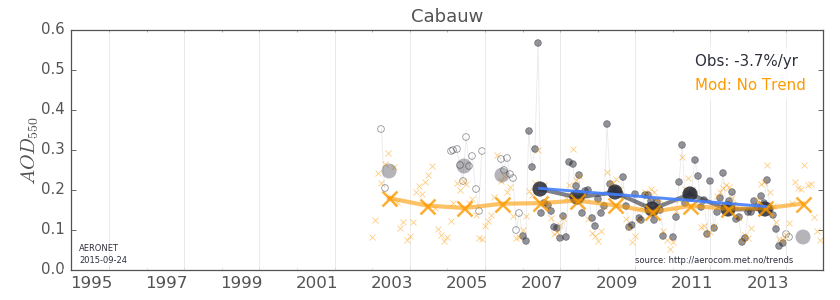 Cabauw
0.6
0.5
0.4
0.3
0.2
0.1
0.0
AOD550
Obs: -3.7%/yr
Mod: No Trend
AERONET
2015-09-24
source: http://aerocom.met.no/trends
1995 1997 1999 2001 2003 2005 2007 2009 2011 2013